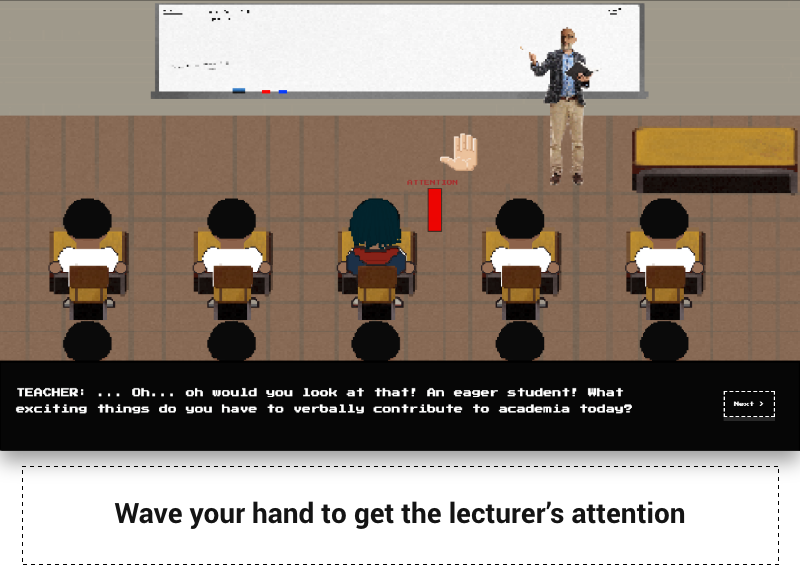 ATTENTION
TEACHER: ... Oh... oh would you look at that! An eager student! What
exciting things do you have to verbally contribute to academia today?
Next >
Wave your hand to get the lecturer’s attention